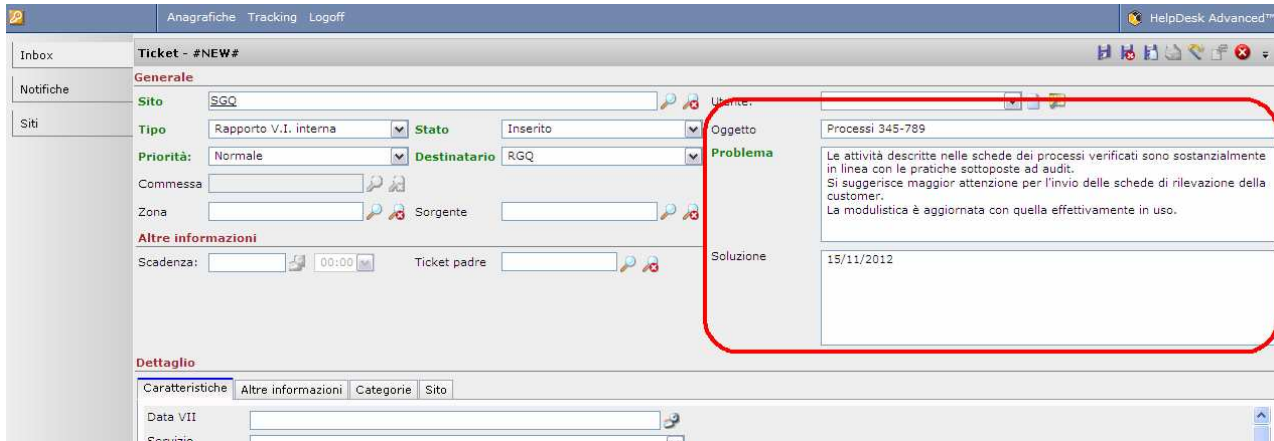 Anagrafiche Tracking Logoff
HelpDesk Advanced™
Inbox
Notifiche
Siti
Ticket - #NEW#
Generale
Sito SGQ
Utente:
Tipo Rapporto V.I. interna Stato Inserito
Oggetto Processi 345-789
Priorità: Normale Destinatario RGQ
Problema Le attività descritte nelle schede dei processi verificati sono sostanzialmente
in linea con le pratiche sottoposte ad audit.
Si suggerisce maggior attenzione per l'invio delle schede di rilevazione della
customer.
La modulistica è aggiornata con quella effettivamente in uso.
Commessa
Zona Sorgente
Altre informazioni
Scadenza: 00:00 Ticket padre
Soluzione 15/11/2012
Dettaglio
Caratteristiche Altre informazioni Categorie Sito
Data VII
Servizio